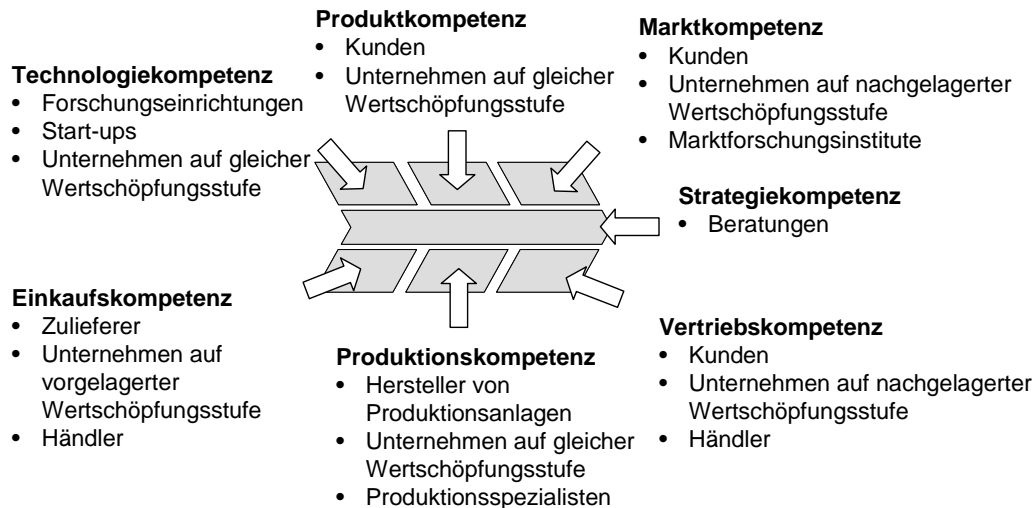 Produktkompetenz
• Kunden
• Unternehmen auf gleicher
Wertschöpfungsstufe
Marktkompetenz
• Kunden
• Unternehmen auf nachgelagerter
Wertschöpfungsstufe
• Marktforschungsinstitute
Technologiekompetenz
• Forschungseinrichtungen
• Start-ups
• Unternehmen auf gleicher
Wertschöpfungsstufe
Strategiekompetenz
• Beratungen
Einkaufskompetenz
• Zulieferer
• Unternehmen auf
vorgelagerter
Wertschöpfungsstufe
• Händler
Produktionskompetenz
• Hersteller von
Produktionsanlagen
• Unternehmen auf gleicher
Wertschöpfungsstufe
• Produktionsspezialisten
Vertriebskompetenz
• Kunden
• Unternehmen auf nachgelagerter
Wertschöpfungsstufe
• Händler